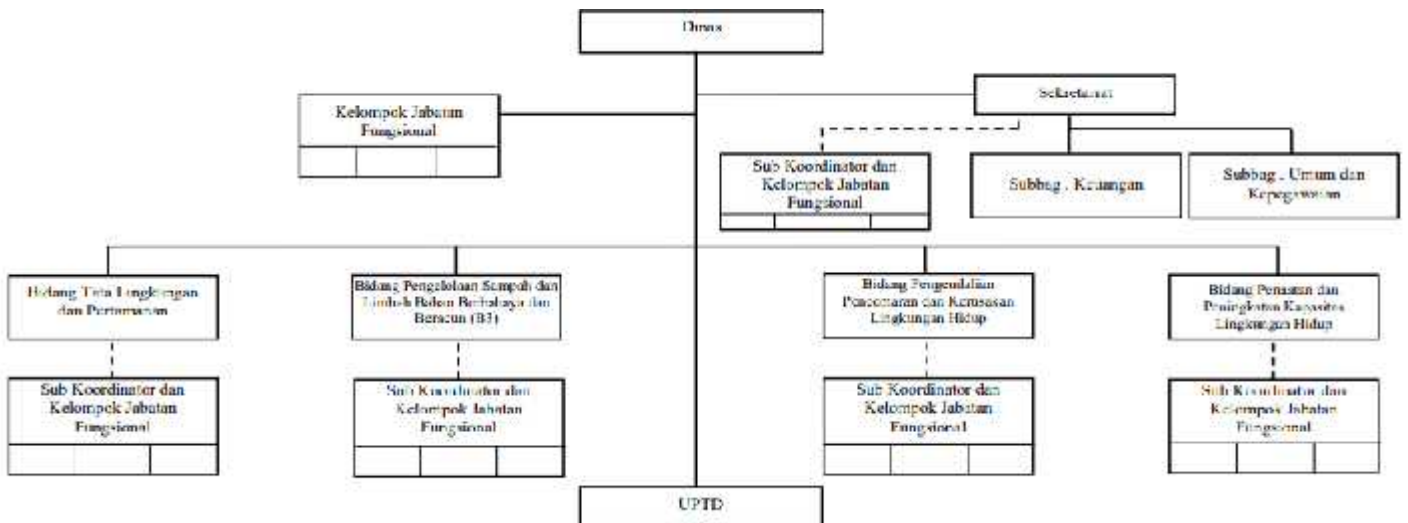 Dinas
Sekretariat
Kelompok Jabatan
Fungsional
Sub Koordinator dan
Kelompok Jabatan
Fungsional
Subbag . Keuangan
Subbag . Umum dan
Kepegawaian
Bidang Tata Lingkungan
dan Pertamanan
Bidang Pengelolaan Sampah dan
Limbah Bahan Berbahaya dan
Beracun (B3)
Bidang Pengendalian
Pencemaran dan Kerusakan
Lingkungan Hidup
Bidang Penaatan dan
Peningkatan Kapasitas
Lingkungan Hidup
Sub Koordinator dan
Kelompok Jabatan
Fungsional
Sub Koordinator dan
Kelompok Jabatan
Fungsional
Sub Koordinator dan
Kelompok Jabatan
Fungsional
Sub Koordinator dan
Kelompok Jabatan
Fungsional
UPTD